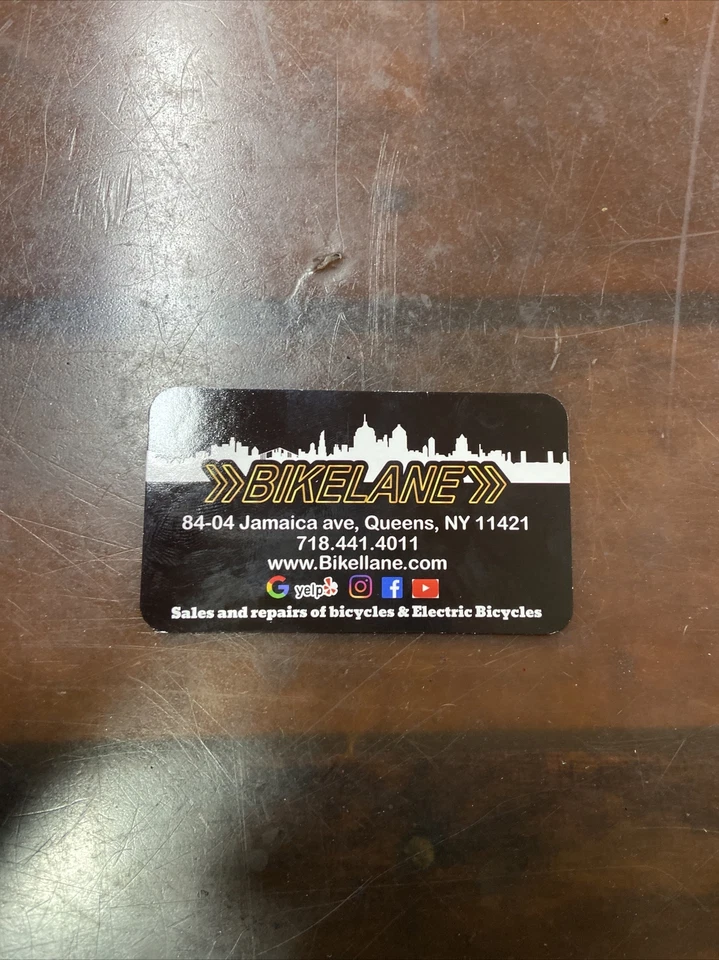 BIKELANE
84-04 Jamaica ave, Queens, NY 11421
718.441.4011
www.Bikellane.com
G yelp f
Sales and repairs of bicycles & Electric Bicycles